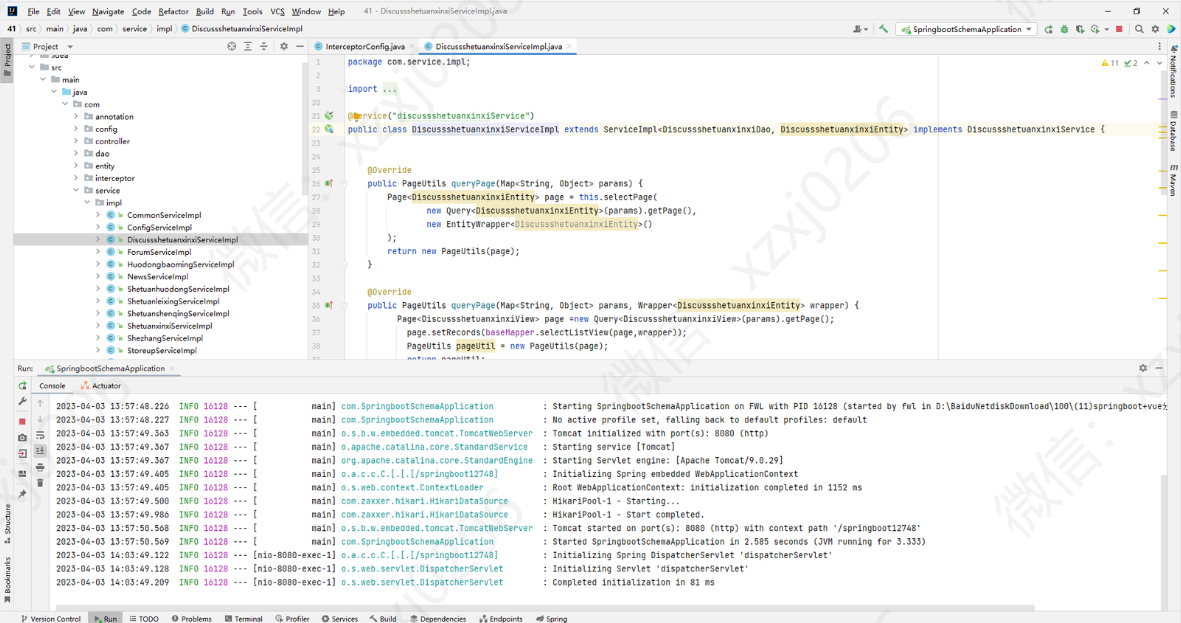 File Edit View Navigate Code Refactor Build Run Tools VCS Window Help 41 - DiscussshetuanxinxiServiceImpl.java
41 src main java com service impl DiscussshetuanxinxiServiceImpl
SpringbootSchemaApplication
Project
InterceptorConfig.java
DiscussshetuanxinxiServiceImpl.java
src
main
java
com
annotation
config
controller
dao
entity
interceptor
service
impl
CommonServiceImpl
ConfigServiceImpl
DiscussshetuanxinxiServiceImpl
ForumServiceImpl
HuodongbaomingServiceImpl
NewsServiceImpl
ShetuanhuodongServiceImpl
ShetuanleixingServiceImpl
ShetuanshenqingServiceImpl
ShetuanxinxiServiceImpl
ShezhangServiceImpl
StoreupServiceImpl
11 2
1 package com.service.impl;
2
3 import ...
20
21 @Service("discussshetuanxinxiService")
22 public class DiscussshetuanxinxiServiceImpl extends ServiceImpl<DiscussshetuanxinxiDao, DiscussshetuanxinxiEntity> implements DiscussshetuanxinxiService {
23
24
25 @Override
26 public PageUtils queryPage(Map<String, Object> params) {
27 Page<DiscussshetuanxinxiEntity> page = this.selectPage(
28 new Query<DiscussshetuanxinxiEntity>(params).getPage(),
29 new EntityWrapper<DiscussshetuanxinxiEntity>()
30 );
31 return new PageUtils(page);
32 }
33
34 @Override
35 public PageUtils queryPage(Map<String, Object> params, Wrapper<DiscussshetuanxinxiEntity> wrapper) {
36 Page<DiscussshetuanxinxiView> page =new Query<DiscussshetuanxinxiView>(params).getPage();
37 page.setRecords(baseMapper.selectListView(page,wrapper));
38 PageUtils pageUtil = new PageUtils(page);
Project
Structure
Bookmarks
Notifications
Database
Maven
Run: SpringbootSchemaApplication
Console Actuator
2023-04-03 13:57:48.226 INFO 16128 --- [ main] com.SpringbootSchemaApplication : Starting SpringbootSchemaApplication on FWL with PID 16128 (started by fwl in D:\BaiduNetdiskDownload\100\(11)springboot+vue
2023-04-03 13:57:48.227 INFO 16128 --- [ main] com.SpringbootSchemaApplication : No active profile set, falling back to default profiles: default
2023-04-03 13:57:49.363 INFO 16128 --- [ main] o.s.b.w.embedded.tomcat.TomcatWebServer : Tomcat initialized with port(s): 8080 (http)
2023-04-03 13:57:49.367 INFO 16128 --- [ main] o.apache.catalina.core.StandardService : Starting service [Tomcat]
2023-04-03 13:57:49.367 INFO 16128 --- [ main] org.apache.catalina.core.StandardEngine : Starting Servlet engine: [Apache Tomcat/9.0.29]
2023-04-03 13:57:49.405 INFO 16128 --- [ main] o.a.c.c.C.[.[.[/springboot12748] : Initializing Spring embedded WebApplicationContext
2023-04-03 13:57:49.405 INFO 16128 --- [ main] o.s.web.context.ContextLoader : Root WebApplicationContext: initialization completed in 1152 ms
2023-04-03 13:57:49.500 INFO 16128 --- [ main] com.zaxxer.hikari.HikariDataSource : HikariPool-1 - Starting...
2023-04-03 13:57:49.986 INFO 16128 --- [ main] com.zaxxer.hikari.HikariDataSource : HikariPool-1 - Start completed.
2023-04-03 13:57:50.568 INFO 16128 --- [ main] o.s.b.w.embedded.tomcat.TomcatWebServer : Tomcat started on port(s): 8080 (http) with context path '/springboot12748'
2023-04-03 13:57:50.569 INFO 16128 --- [ main] com.SpringbootSchemaApplication : Started SpringbootSchemaApplication in 2.585 seconds (JVM running for 3.333)
2023-04-03 14:03:49.122 INFO 16128 --- [nio-8080-exec-1] o.a.c.c.C.[.[.[/springboot12748] : Initializing Spring DispatcherServlet 'dispatcherServlet'
2023-04-03 14:03:49.128 INFO 16128 --- [nio-8080-exec-1] o.s.web.servlet.DispatcherServlet : Initializing Servlet 'dispatcherServlet'
2023-04-03 14:03:49.209 INFO 16128 --- [nio-8080-exec-1] o.s.web.servlet.DispatcherServlet : Completed initialization in 81 ms
Version Control Run TODO Problems Terminal Profiler Services Build Dependencies Endpoints Spring
微信: xzxj0206